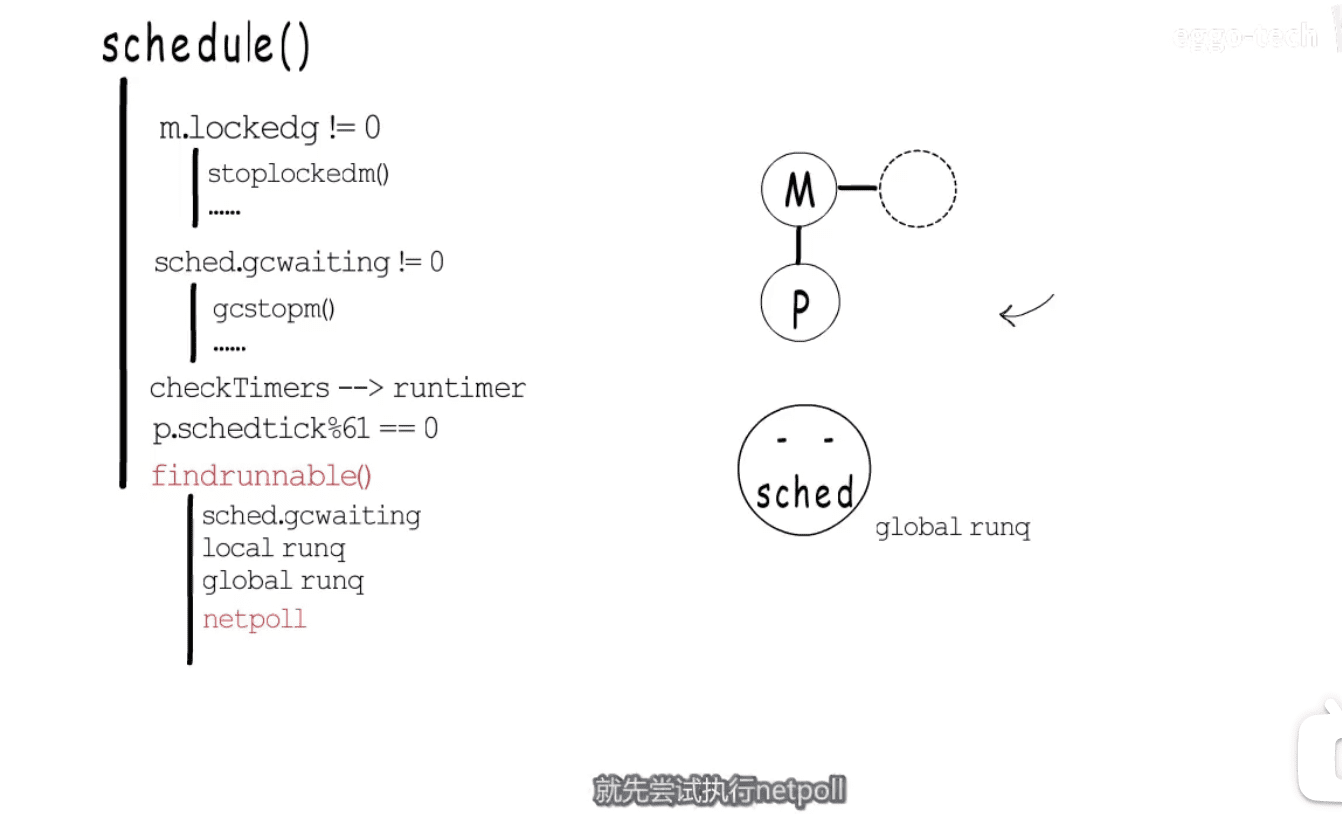 schedule()
eggo-tech
m.lockedg != 0
stoplockedm()
......
sched.gcwaiting != 0
gcstopm()
......
checkTimers --> runtimer
p.schedtick%61 == 0
findrunnable()
sched.gcwaiting
local runq
global runq
netpoll
M
P
sched
global runq
就先尝试执行netpoll